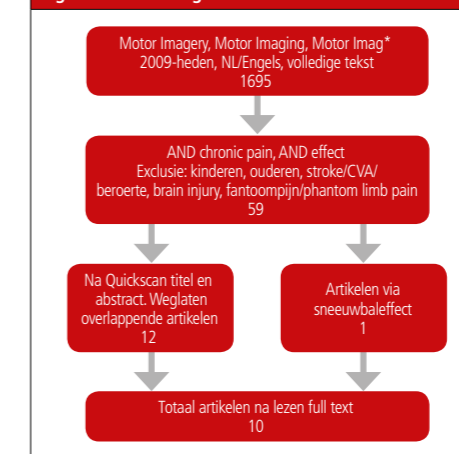 Motor Imagery, Motor Imaging, Motor Imag*
2009-heden, NL/Engels, volledige tekst
1695
AND chronic pain, AND effect
Exclusie: kinderen, ouderen, stroke/CVA/
beroerte, brain injury, fantoompijn/phantom limb pain
59
Na Quickscan titel en
abstract. Weglaten
overlappende artikelen
12
Artikelen via
sneeuwbaleffect
1
Totaal artikelen na lezen full text
10